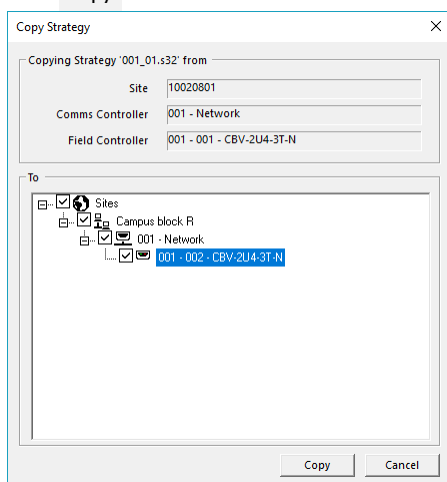 Copy Strategy
Copying Strategy '001_01.s32' from
Site 10020801
Comms Controller 001 - Network
Field Controller 001 - 001 - CBV-2U4-3T-N
To
Sites
Campus block R
001 - Network
001 - 002 - CBV-2U4-3T-N
Copy Cancel